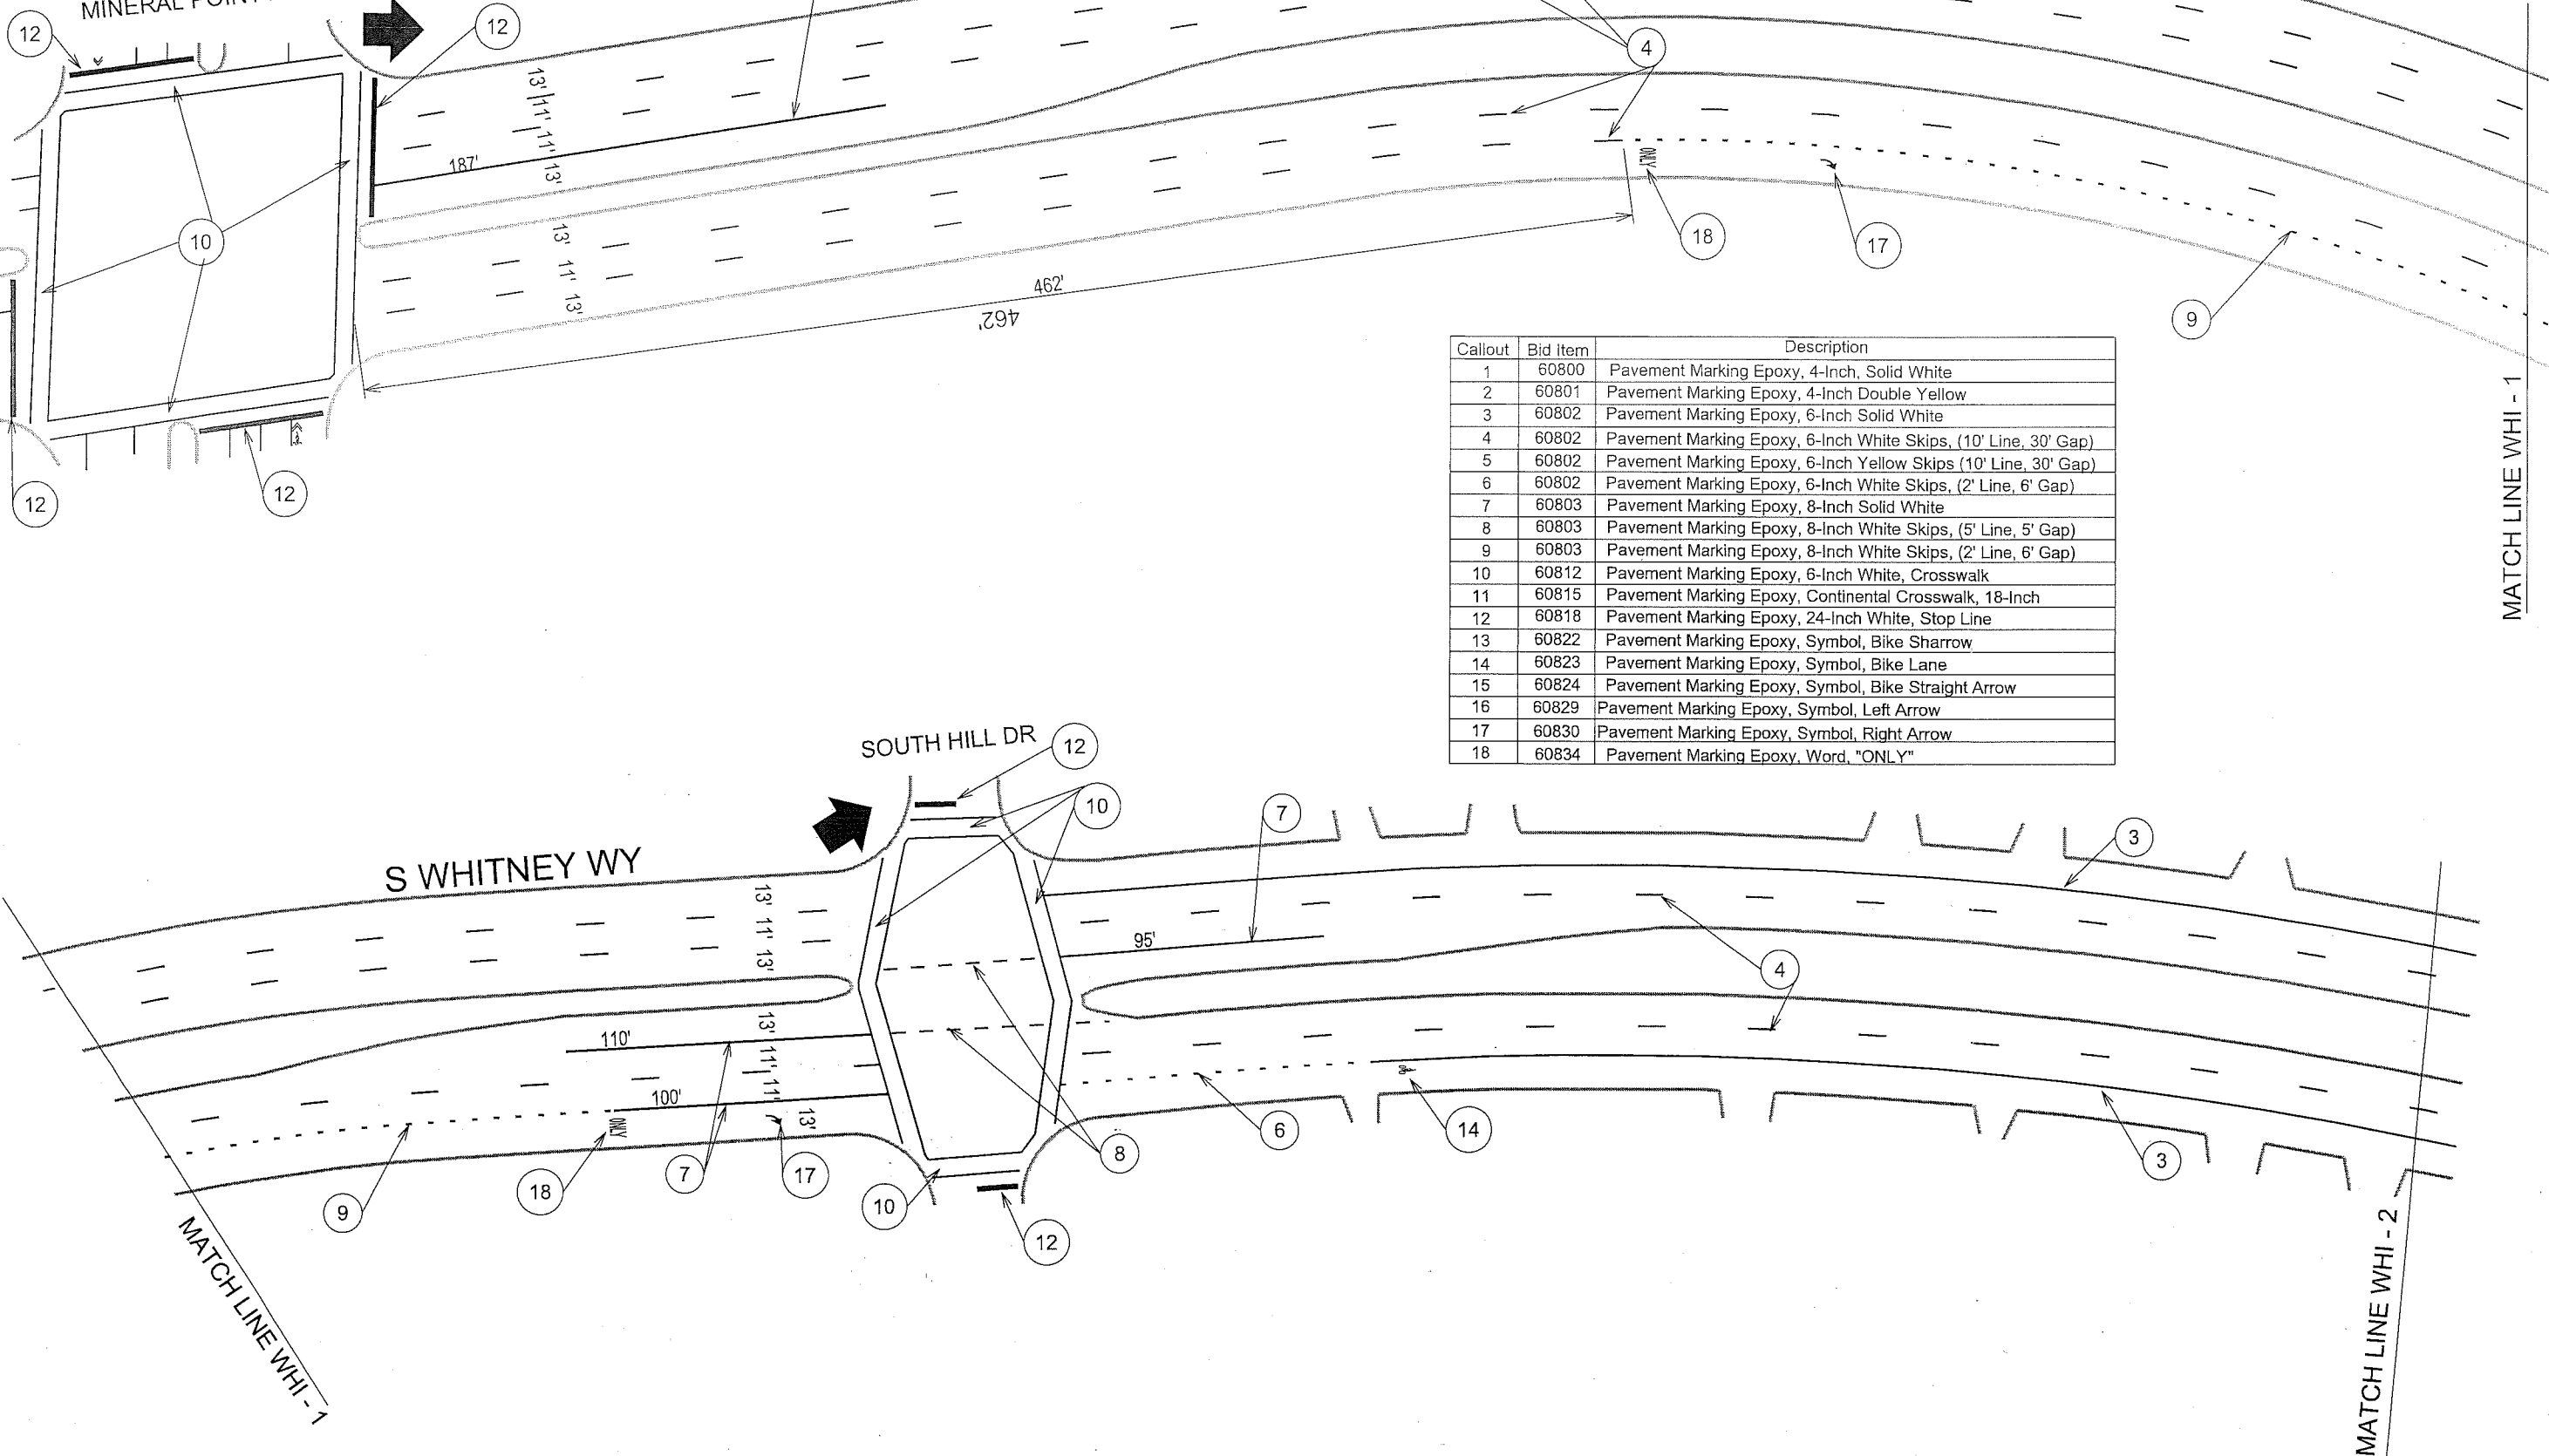 MINERAL POINT
12
12
4
13' 11' 11' 13'
187'
ONLY
10
18
17
13' 11' 13'
462'
462'
9
12
12
Callout Bid item Description
1 60800 Pavement Marking Epoxy, 4-Inch, Solid White
2 60801 Pavement Marking Epoxy, 4-Inch Double Yellow
3 60802 Pavement Marking Epoxy, 6-Inch Solid White
4 60802 Pavement Marking Epoxy, 6-Inch White Skips, (10' Line, 30' Gap)
5 60802 Pavement Marking Epoxy, 6-Inch Yellow Skips (10' Line, 30' Gap)
6 60802 Pavement Marking Epoxy, 6-Inch White Skips, (2' Line, 6' Gap)
7 60803 Pavement Marking Epoxy, 8-Inch Solid White
8 60803 Pavement Marking Epoxy, 8-Inch White Skips, (5' Line, 5' Gap)
9 60803 Pavement Marking Epoxy, 8-Inch White Skips, (2' Line, 6' Gap)
10 60812 Pavement Marking Epoxy, 6-Inch White, Crosswalk
11 60815 Pavement Marking Epoxy, Continental Crosswalk, 18-Inch
12 60818 Pavement Marking Epoxy, 24-Inch White, Stop Line
13 60822 Pavement Marking Epoxy, Symbol, Bike Sharrow
14 60823 Pavement Marking Epoxy, Symbol, Bike Lane
15 60824 Pavement Marking Epoxy, Symbol, Bike Straight Arrow
16 60829 Pavement Marking Epoxy, Symbol, Left Arrow
17 60830 Pavement Marking Epoxy, Symbol, Right Arrow
18 60834 Pavement Marking Epoxy, Word, "ONLY"
MATCH LINE WHI - 1
SOUTH HILL DR
12
10
7
3
S WHITNEY WY
13' 11' 13'
95'
4
110'
13' 11' 11' 13'
100'
ONLY
9
18
7
17
10
8
12
6
14
3
MATCH LINE WHI - 1
MATCH LINE WHI - 2